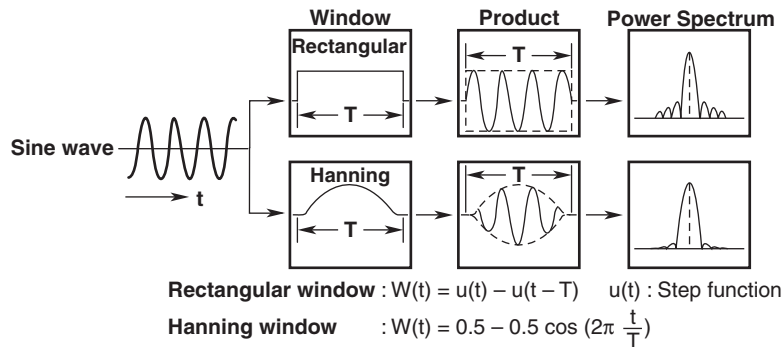 Window Product Power Spectrum
Rectangular
T
T
Sine wave
t
Hanning
T
T
Rectangular window : W(t) = u(t) – u(t – T) u(t) : Step function
Hanning window : W(t) = 0.5 – 0.5 cos (2π t/T)